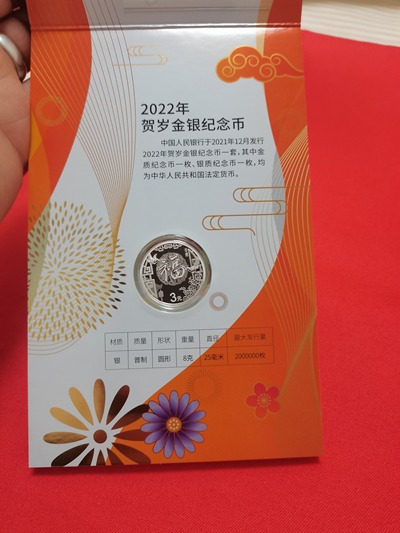 2022年
贺岁金银纪念币
中国人民银行于2021年12月发行
2022年贺岁金银纪念币一套，其中金
质纪念币一枚、银质纪念币一枚，均
为中华人民共和国法定货币。
福
3元
材质 质量 形状 重量 直径 最大发行量
银 普制 圆形 8克 25毫米 2000000枚